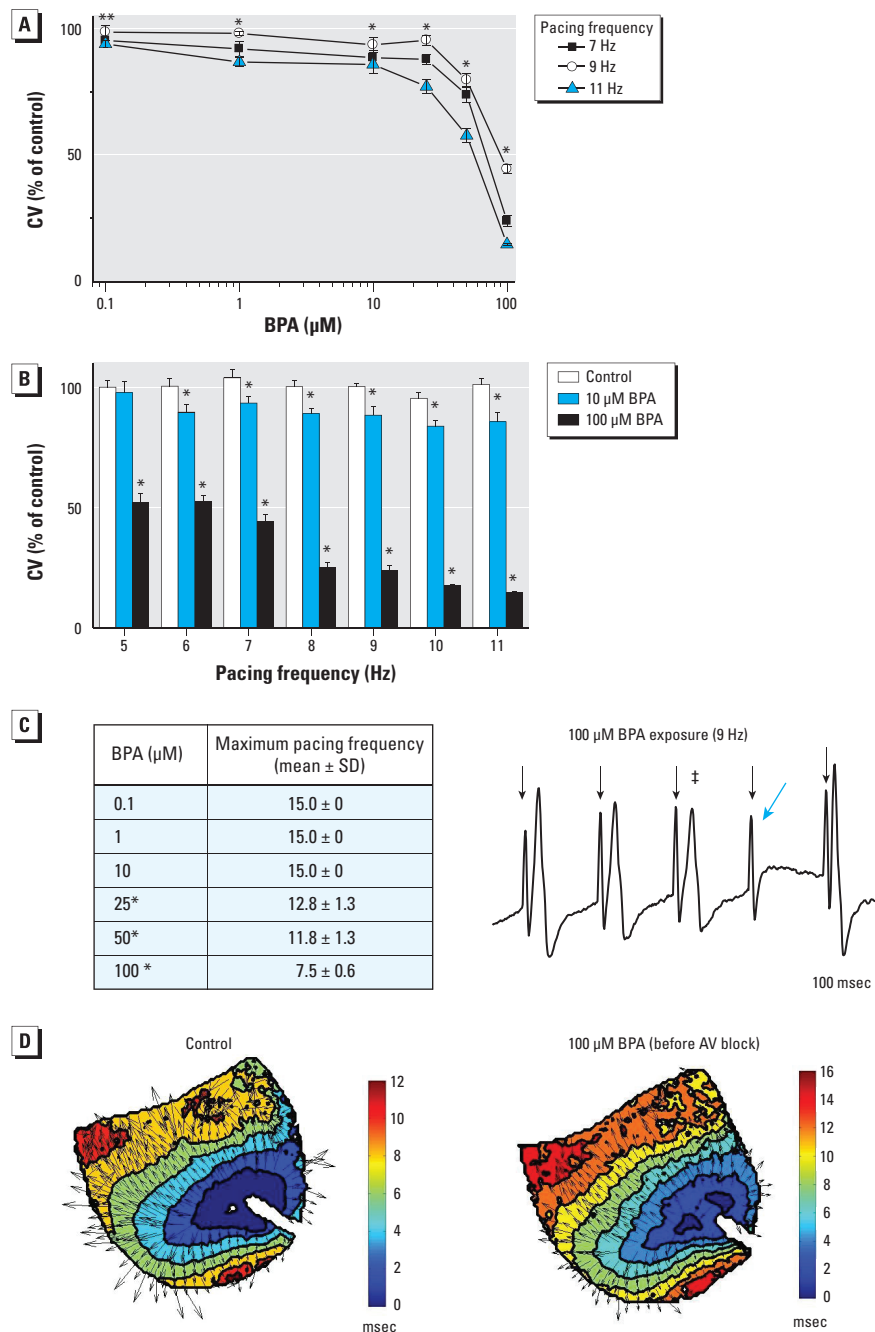 A
**
*
*
*
*
*
100
50
0
CV (% of control)
0.1
1
10
100
BPA (µM)
Pacing frequency
7 Hz
9 Hz
11 Hz
B
100
50
0
CV (% of control)
*
*
*
*
*
*
*
*
*
*
*
*
*
5
6
7
8
9
10
11
Pacing frequency (Hz)
Control
10 µM BPA
100 µM BPA
C
BPA (µM)
Maximum pacing frequency
(mean ± SD)
0.1
15.0 ± 0
1
15.0 ± 0
10
15.0 ± 0
25*
12.8 ± 1.3
50*
11.8 ± 1.3
100 *
7.5 ± 0.6
100 µM BPA exposure (9 Hz)
‡
100 msec
D
Control
12
10
8
6
4
2
0
msec
100 µM BPA (before AV block)
16
14
12
10
8
6
4
2
0
msec